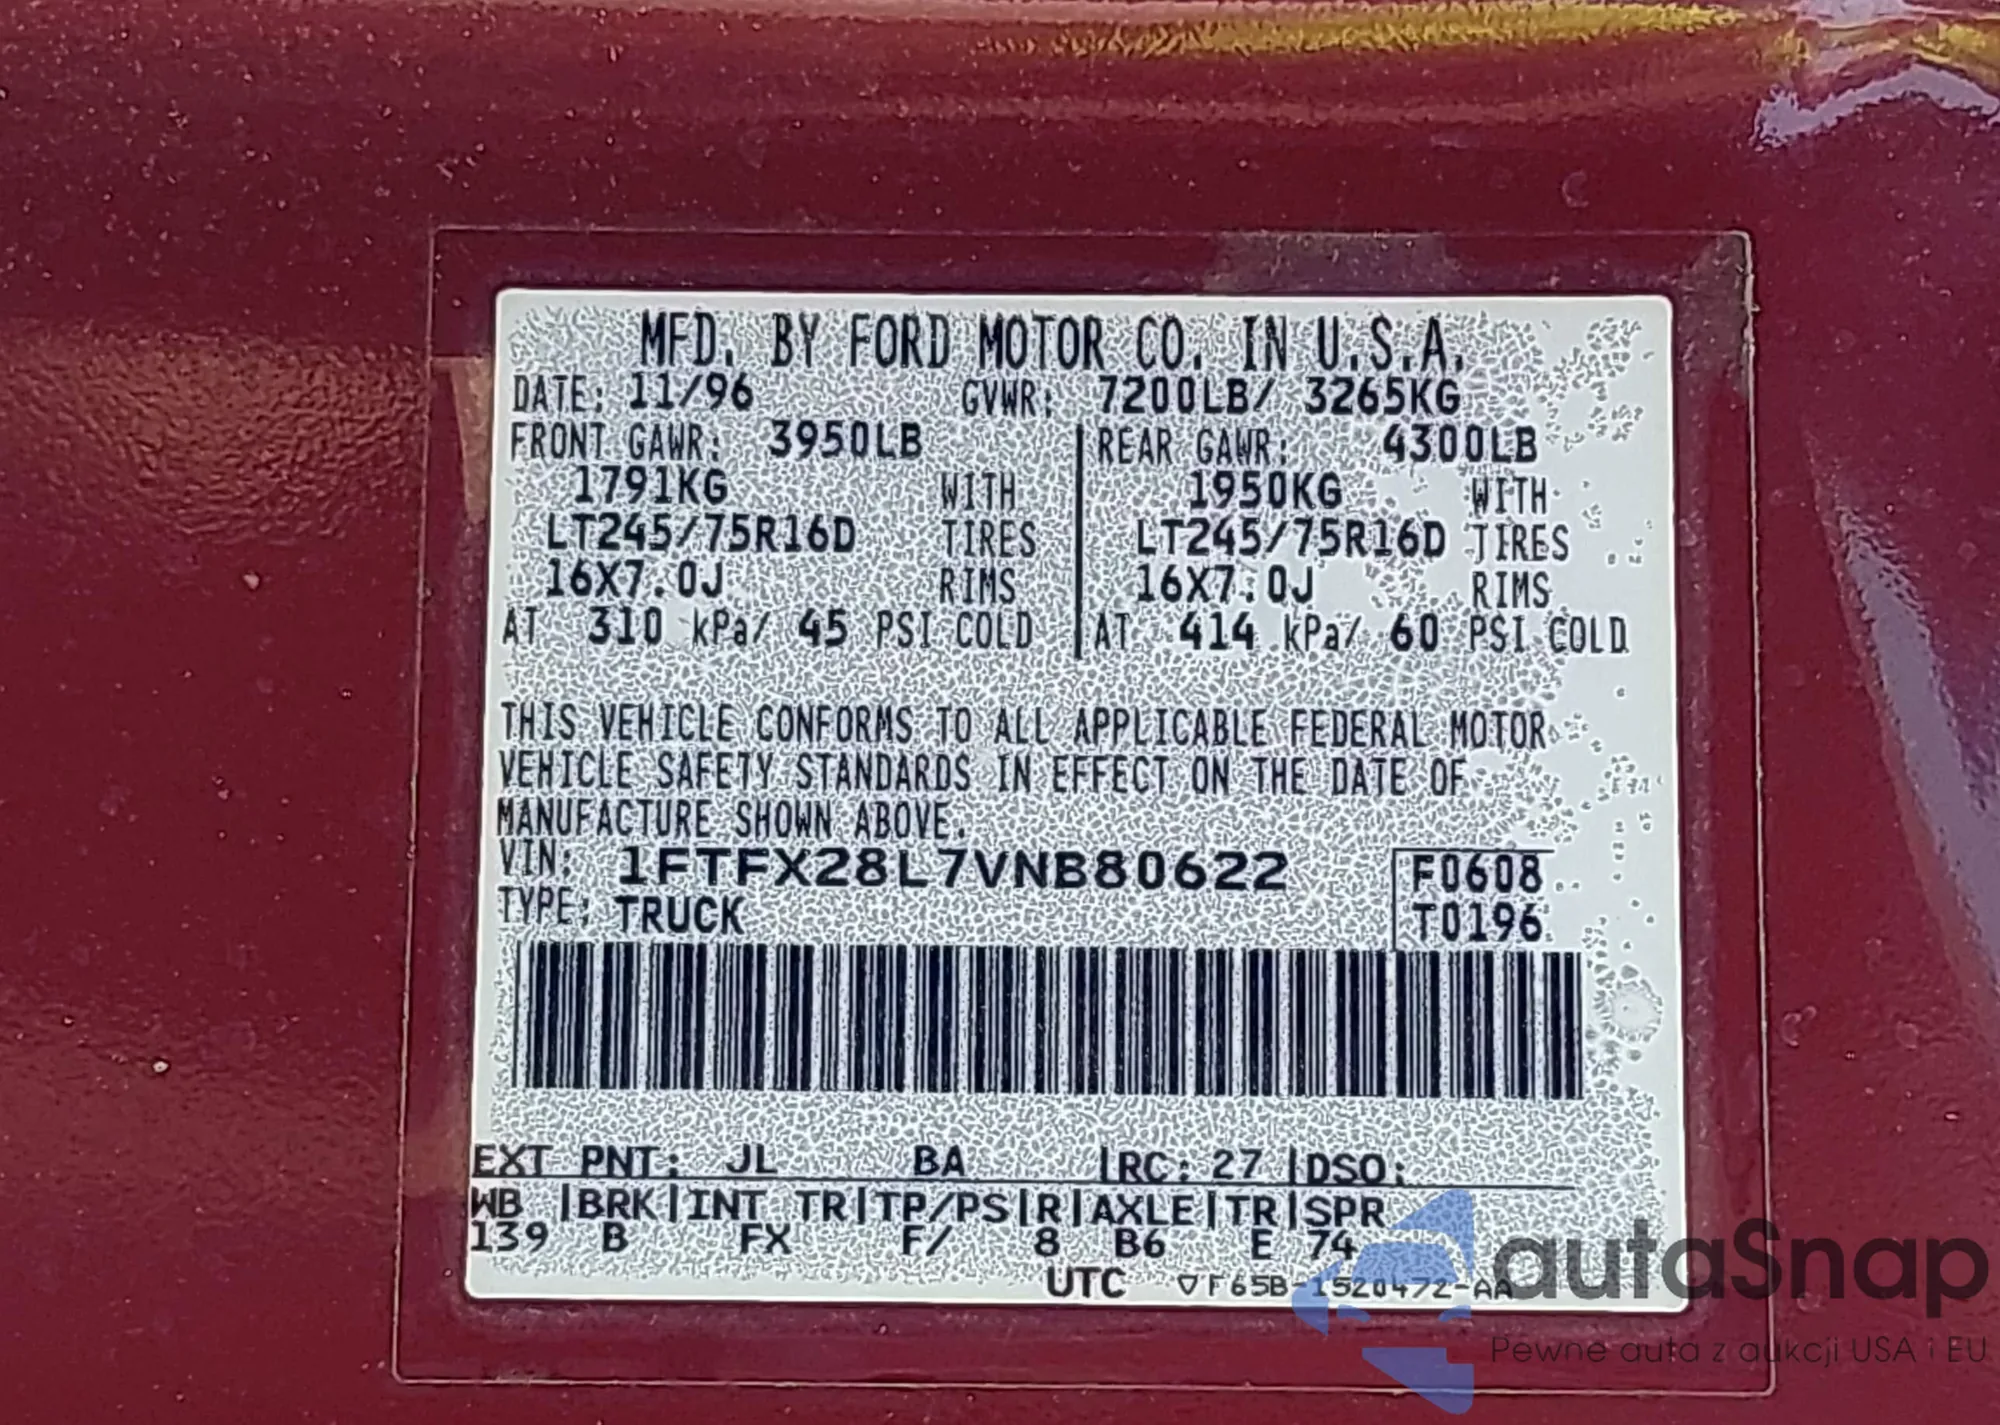 MFD. BY FORD MOTOR CO. IN U.S.A.
DATE: 11/96 GVWR: 7200LB/ 3265KG
FRONT GAWR: 3950LB REAR GAWR: 4300LB
1791KG WITH 1950KG WITH
LT245/75R16D TIRES LT245/75R16D TIRES
16X7.0J RIMS 16X7.0J RIMS
AT 310 kPa/ 45 PSI COLD AT 414 kPa/ 60 PSI COLD
THIS VEHICLE CONFORMS TO ALL APPLICABLE FEDERAL MOTOR
VEHICLE SAFETY STANDARDS IN EFFECT ON THE DATE OF
MANUFACTURE SHOWN ABOVE.
VIN: 1FTFX28L7VNB80622 F0608
TYPE: TRUCK T0196
EXT PNT: JL BA RC: 27 DSO:
WB BRK INT TR TP/PS R AXLE TR SPR
139 B FX F/ 8 B6 E 74
UTC ▽F65B-1520472-AA
autaSnap
Pewne auta z aukcji USA i EU